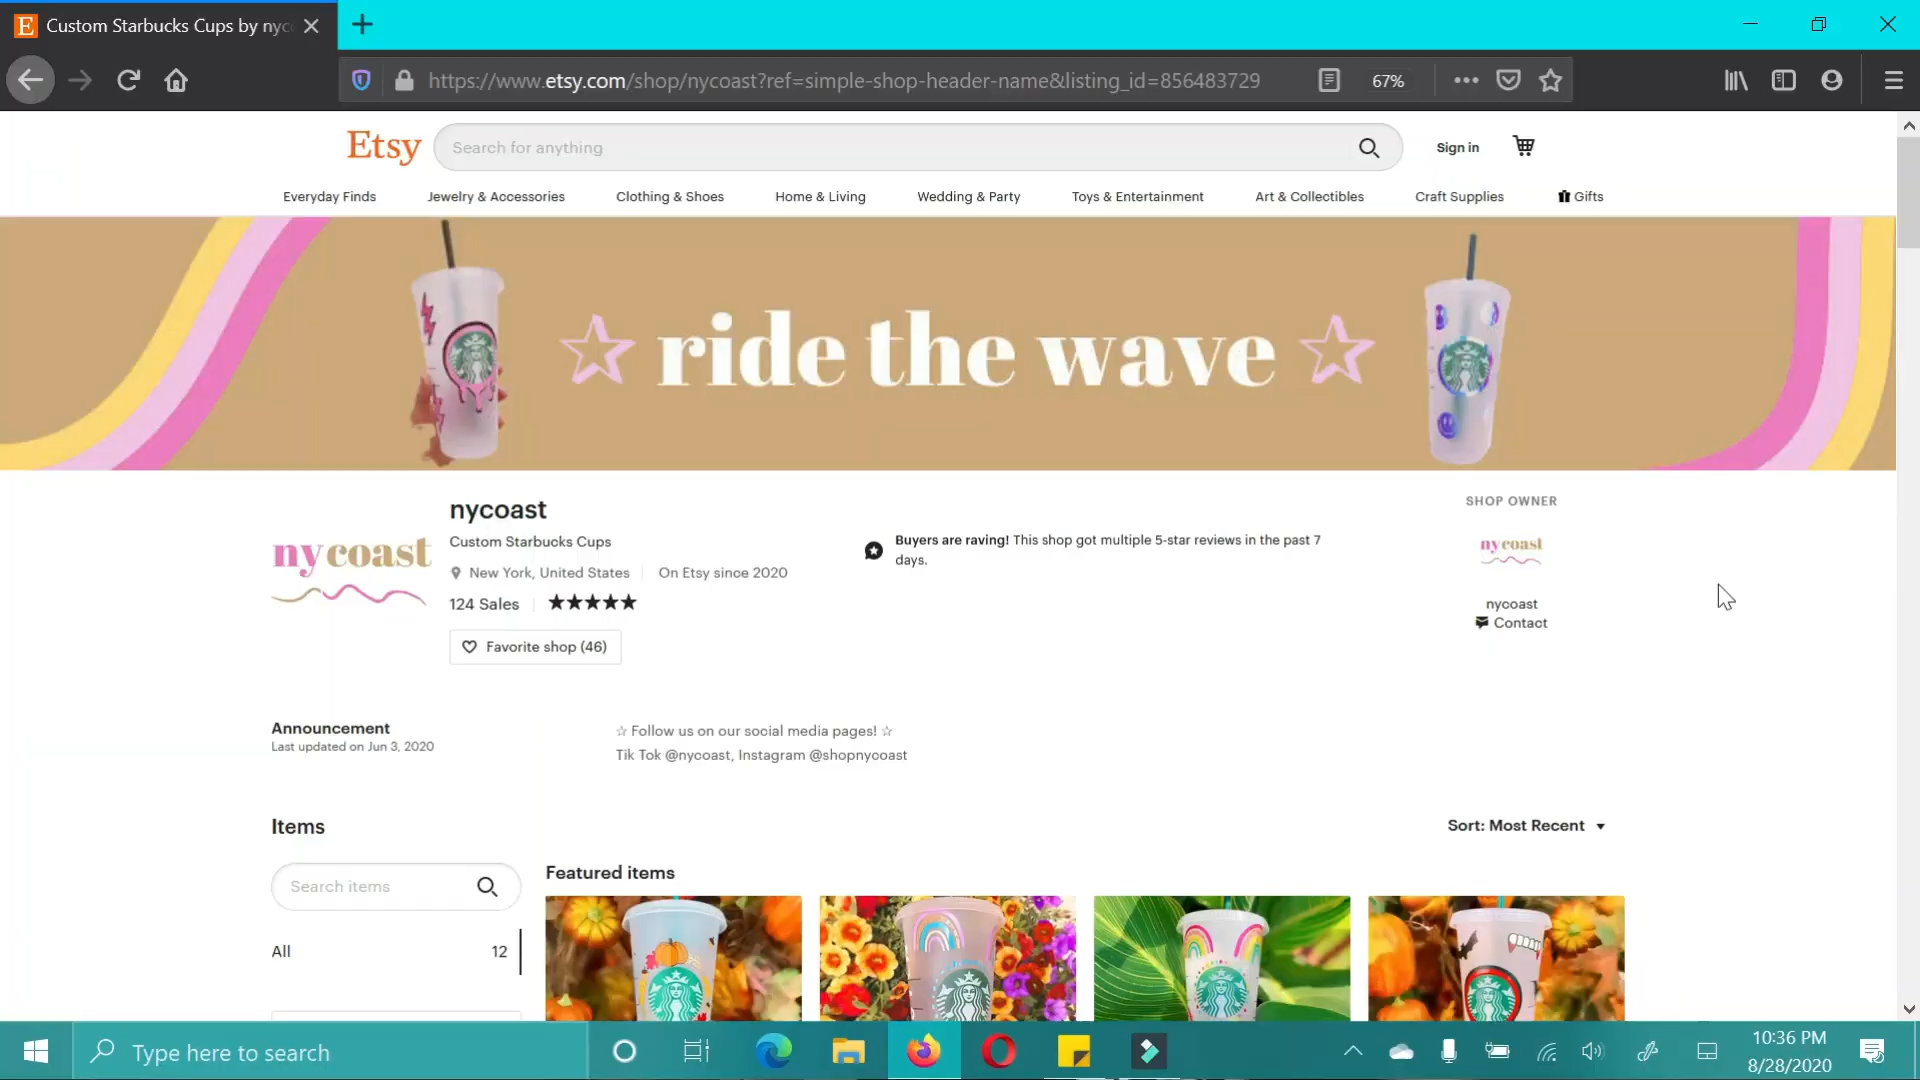 Custom Starbucks Cups by nyc
https://www.etsy.com/shop/nycoast?ref=simple-shop-header-name&listing_id=856483729
67%
Etsy
Search for anything
Sign in
Everyday Finds
Jewelry & Accessories
Clothing & Shoes
Home & Living
Wedding & Party
Toys & Entertainment
Art & Collectibles
Craft Supplies
Gifts
☆ ride the wave ☆
ny coast
nycoast
Custom Starbucks Cups
New York, United States
On Etsy since 2020
124 Sales
★★★★★
Favorite shop (46)
Buyers are raving! This shop got multiple 5-star reviews in the past 7
days.
SHOP OWNER
ny coast
nycoast
Contact
Announcement
Last updated on Jun 3, 2020
☆ Follow us on our social media pages! ☆
Tik Tok @nycoast, Instagram @shopnycoast
Items
Sort: Most Recent
Search items
Featured items
All
12
Type here to search
10:36 PM
8/28/2020